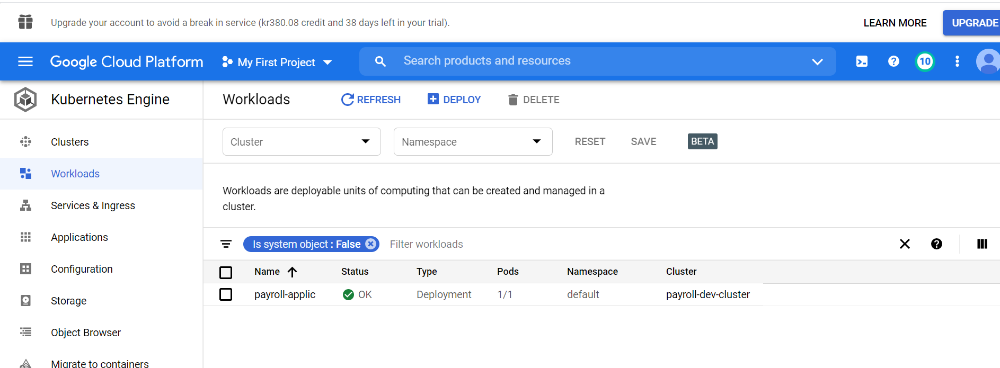 Upgrade your account to avoid a break in service (kr380.08 credit and 38 days left in your trial).
LEARN MORE
UPGRADE
Google Cloud Platform
My First Project
Search products and resources
10
Kubernetes Engine
Workloads
REFRESH
DEPLOY
DELETE
Clusters
Workloads
Services & Ingress
Applications
Configuration
Storage
Object Browser
Migrate to containers
Cluster
Namespace
RESET
SAVE
BETA
Workloads are deployable units of computing that can be created and managed in a
cluster.
Is system object : False
Filter workloads
Name Status Type Pods Namespace Cluster
payroll-applic OK Deployment 1/1 default payroll-dev-cluster